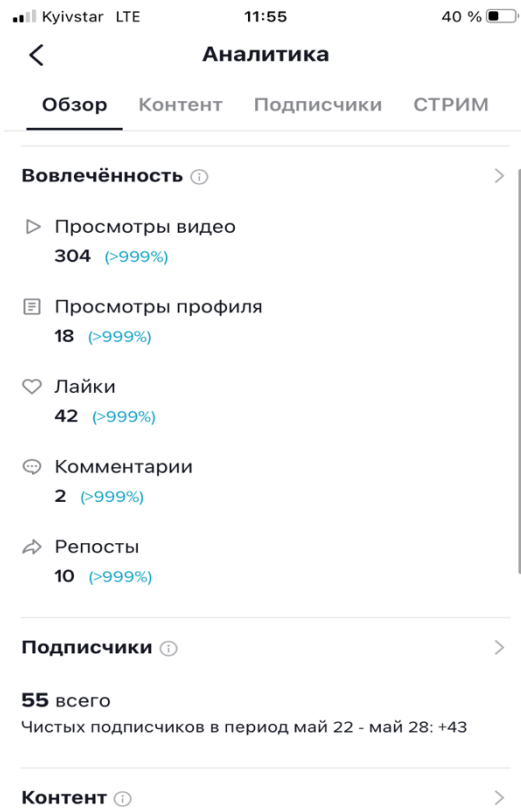 Kyivstar LTE 11:55 40 %
Аналитика
Обзор Контент Подписчики СТРИМ
Вовлечённость
Просмотры видео
304 (>999%)
Просмотры профиля
18 (>999%)
Лайки
42 (>999%)
Комментарии
2 (>999%)
Репосты
10 (>999%)
Подписчики
55 всего
Чистых подписчиков в период май 22 - май 28: +43
Контент